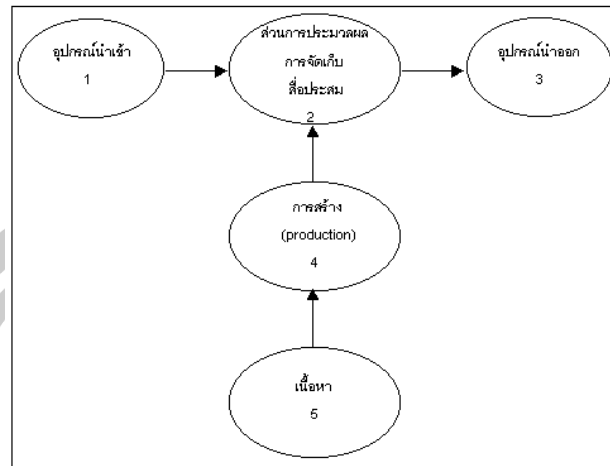 อุปกรณ์นำเข้า
1
ส่วนการประมวลผล
การจัดเก็บ
สื่อประสม
2
อุปกรณ์นำออก
3
การสร้าง
(production)
4
เนื้อหา
5